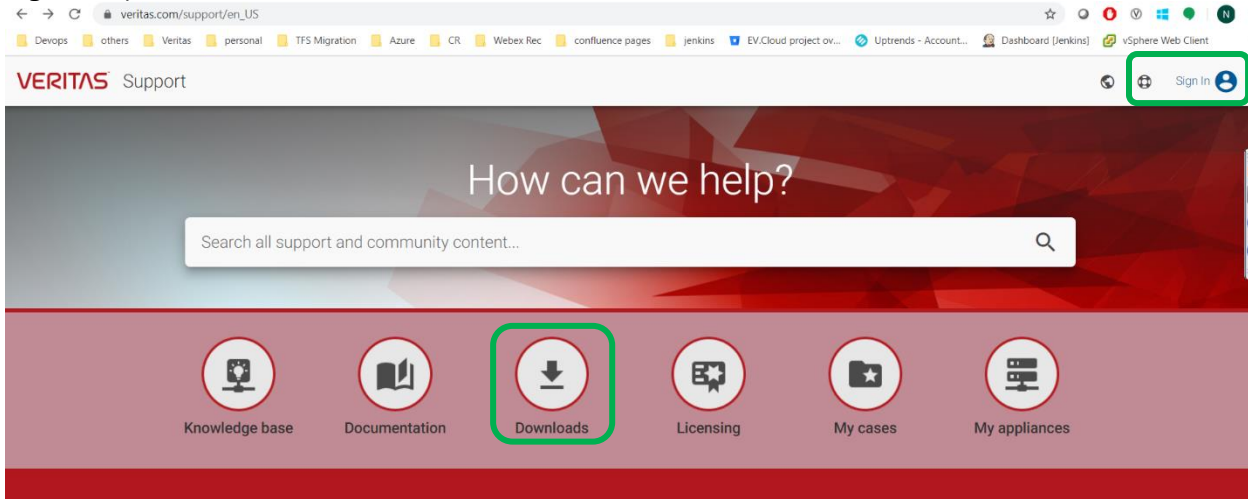 veritas.com/support/en_US
N
Devops others Veritas personal TFS Migration Azure CR Webex Rec confluence pages jenkins EV.Cloud project ov... Uptrends - Account... Dashboard [Jenkins] vSphere Web Client
VERITAS Support
Sign In
How can we help?
Search all support and community content...
Knowledge base Documentation Downloads Licensing My cases My appliances